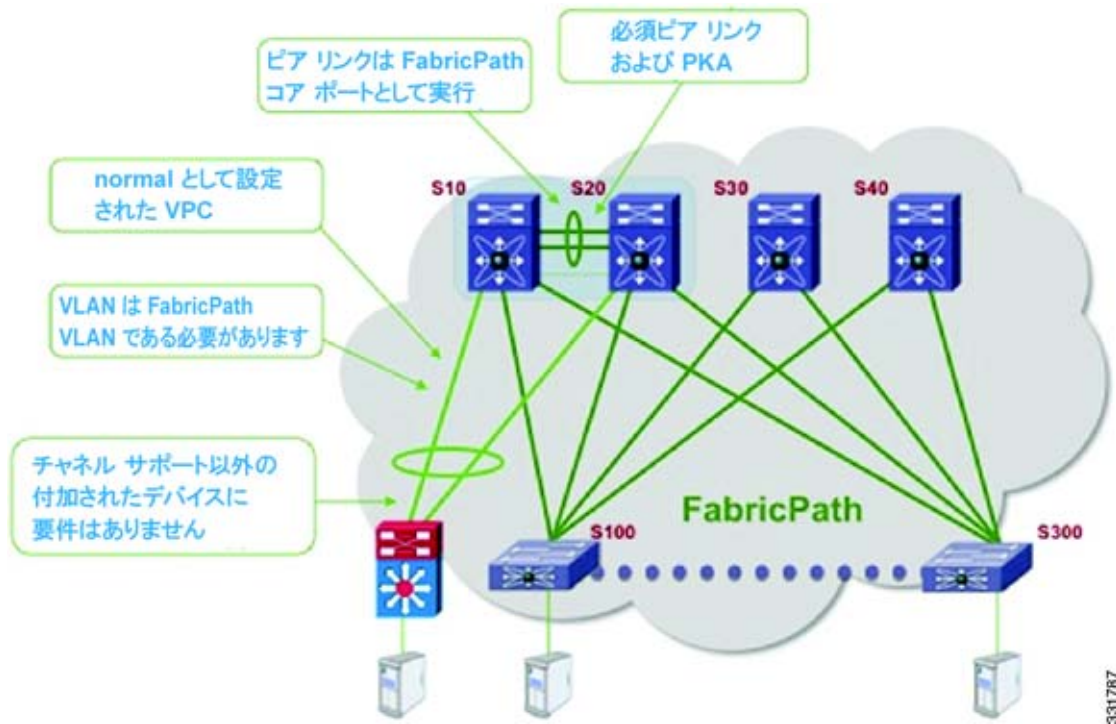 ピア リンクは FabricPath
コア ポートとして実行
必須ピア リンク
および PKA
normal として設定
された VPC
S10
S20
S30
S40
VLAN は FabricPath
VLAN である必要があります
チャネル サポート以外の
付加されたデバイスに
要件はありません
FabricPath
S100
S300
331787